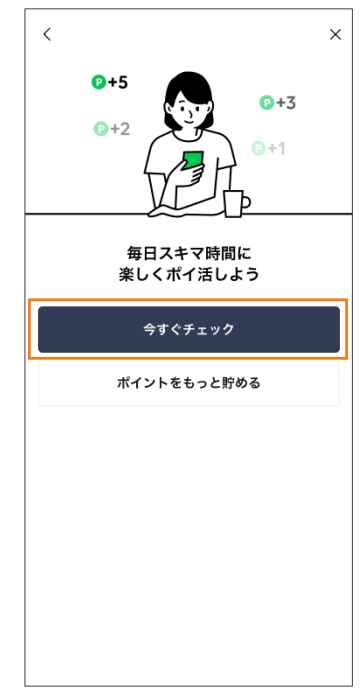 P+5
P+3
P+2
P+1
毎日スキマ時間に
楽しくポイ活しよう
今すぐチェック
ポイントをもっと貯める